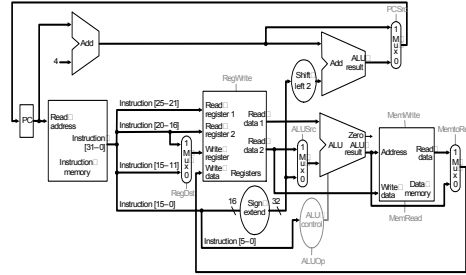 PCSrc
1
M
u
x
0
Add
4
Add
ALU
result
Shift
left 2
RegWrite
PC
Read
address
Instruction
[31–0]
Instruction
memory
Instruction [25–21]
Instruction [20–16]
Instruction [15–11]
1
M
u
x
0
RegDst
Read
register 1
Read
register 2
Write
register
Write
data
Read
data 1
Read
data 2
Registers
ALUSrc
1
M
u
x
0
Zero
ALU
ALU
result
MemWrite
Address
Read
data
Write
data
Data
memory
MemRead
MemtoRe
1
M
u
x
0
Instruction [15–0]
16
Sign
extend
32
ALU
control
Instruction [5–0]
ALUOp